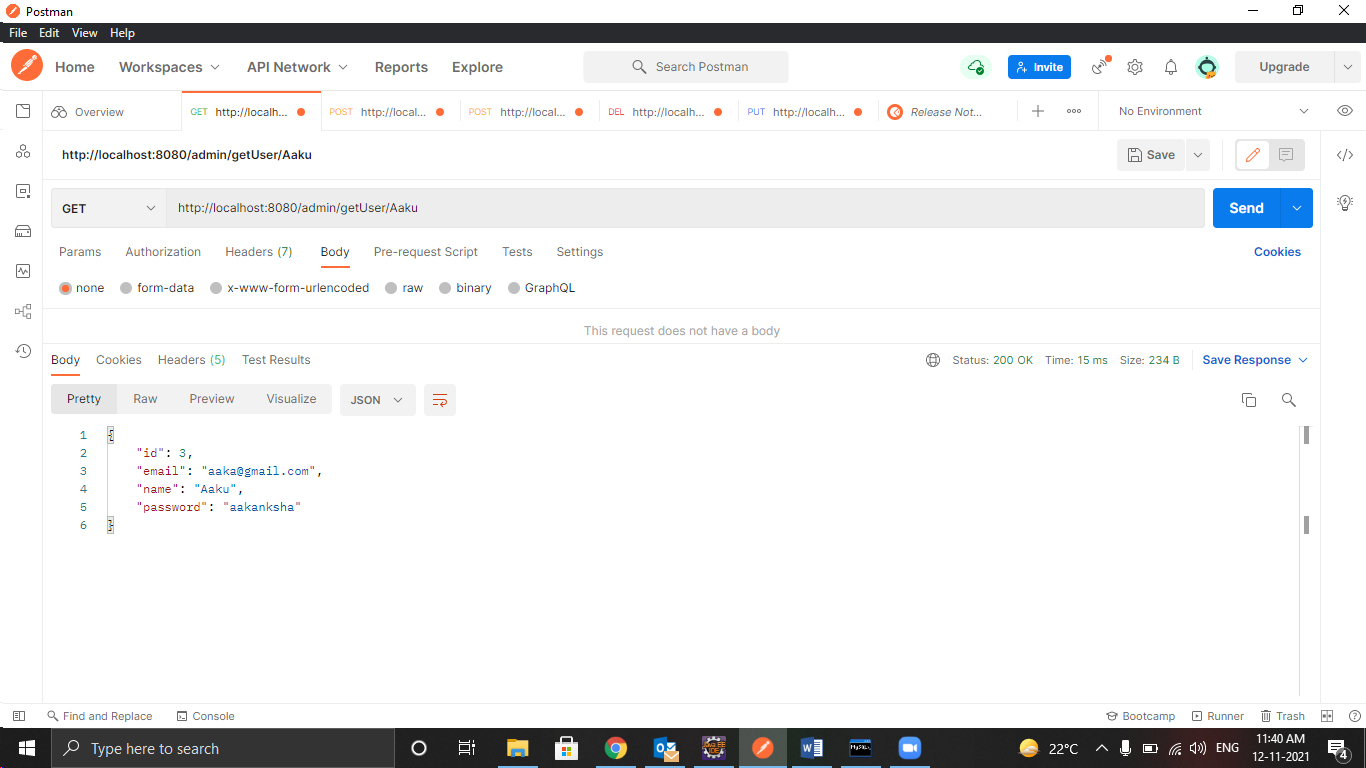 Postman
File Edit View Help
Home Workspaces API Network Reports Explore Search Postman Invite Upgrade
Overview GET http://localh... POST http://local... POST http://local... DEL http://localh... PUT http://localh... Release Not... No Environment
http://localhost:8080/admin/getUser/Aaku Save
GET http://localhost:8080/admin/getUser/Aaku Send
Params Authorization Headers (7) Body Pre-request Script Tests Settings Cookies
none form-data x-www-form-urlencoded raw binary GraphQL
This request does not have a body
Body Cookies Headers (5) Test Results Status: 200 OK Time: 15 ms Size: 234 B Save Response
Pretty Raw Preview Visualize JSON
1 {
2 "id": 3,
3 "email": "aaka@gmail.com",
4 "name": "Aaku",
5 "password": "aakanksha"
6 }
Find and Replace Console Bootcamp Runner Trash
Type here to search 22°C ENG 11:40 AM
12-11-2021 4